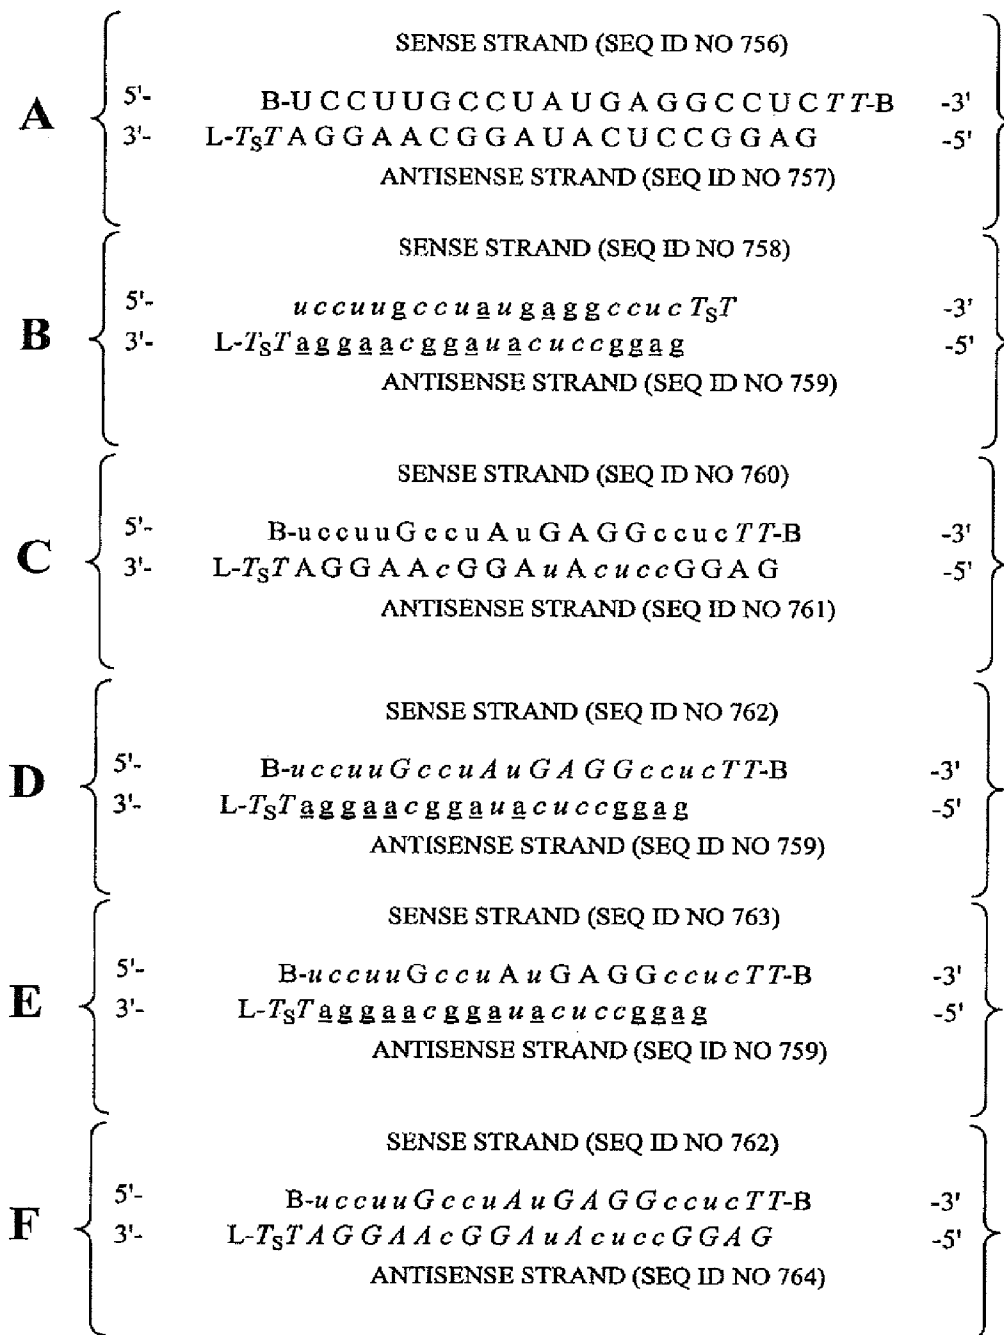 SENSE STRAND (SEQ ID NO 756)
A
5'- B-U C C U U G C C U A U G A G G C C U C T T-B -3'
3'- L-TST A G G A A C G G A U A C U C C G G A G -5'
ANTISENSE STRAND (SEQ ID NO 757)
SENSE STRAND (SEQ ID NO 758)
B
5'- u c c u u g c c u a u g a g g c c u c TST -3'
3'- L-TST a g g a a c g g a u a c u c c g g a g -5'
ANTISENSE STRAND (SEQ ID NO 759)
SENSE STRAND (SEQ ID NO 760)
C
5'- B-u c c u u G c c u A u G A G G c c u c T T-B -3'
3'- L-TST A G G A A c G G A u A c u c c G G A G -5'
ANTISENSE STRAND (SEQ ID NO 761)
SENSE STRAND (SEQ ID NO 762)
D
5'- B-u c c u u G c c u A u G A G G c c u c T T-B -3'
3'- L-TST a g g a a c g g a u a c u c c g g a g -5'
ANTISENSE STRAND (SEQ ID NO 759)
SENSE STRAND (SEQ ID NO 763)
E
5'- B-u c c u u G c c u A u G A G G c c u c T T-B -3'
3'- L-TST a g g a a c g g a u a c u c c g g a g -5'
ANTISENSE STRAND (SEQ ID NO 759)
SENSE STRAND (SEQ ID NO 762)
F
5'- B-u c c u u G c c u A u G A G G c c u c T T-B -3'
3'- L-TST A G G A A c G G A u A c u c c G G A G -5'
ANTISENSE STRAND (SEQ ID NO 764)